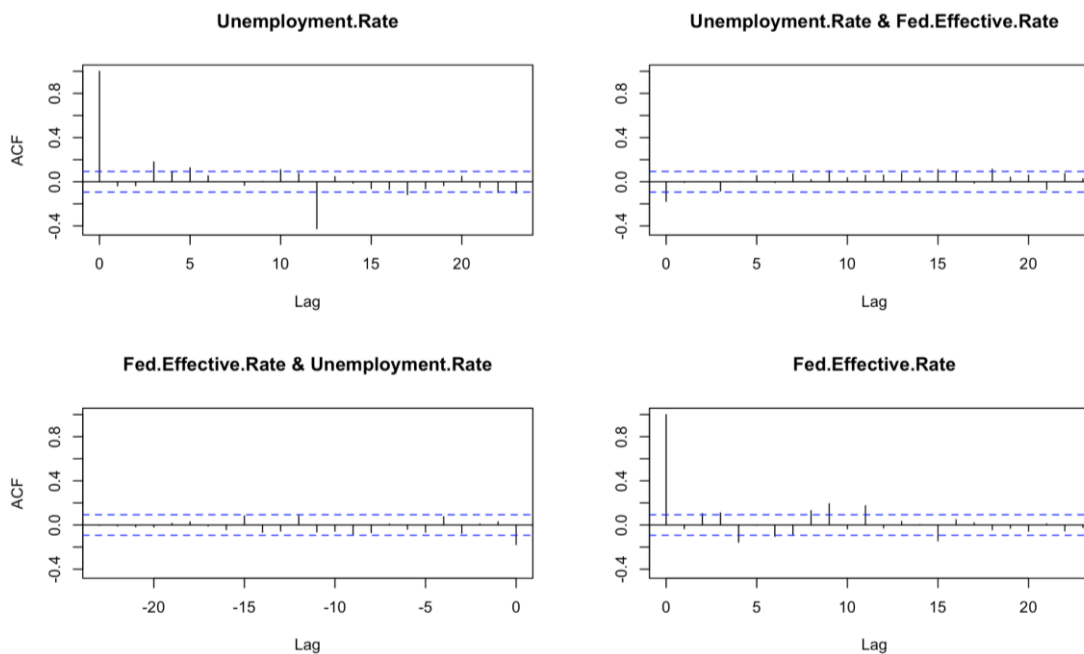 Unemployment.Rate
ACF
0.8
0.4
0.0
-0.4
0 5 10 15 20
Lag
Unemployment.Rate & Fed.Effective.Rate
0.8
0.4
0.0
-0.4
0 5 10 15 20
Lag
Fed.Effective.Rate & Unemployment.Rate
ACF
0.8
0.4
0.0
-0.4
-20 -15 -10 -5 0
Lag
Fed.Effective.Rate
0.8
0.4
0.0
-0.4
0 5 10 15 20
Lag